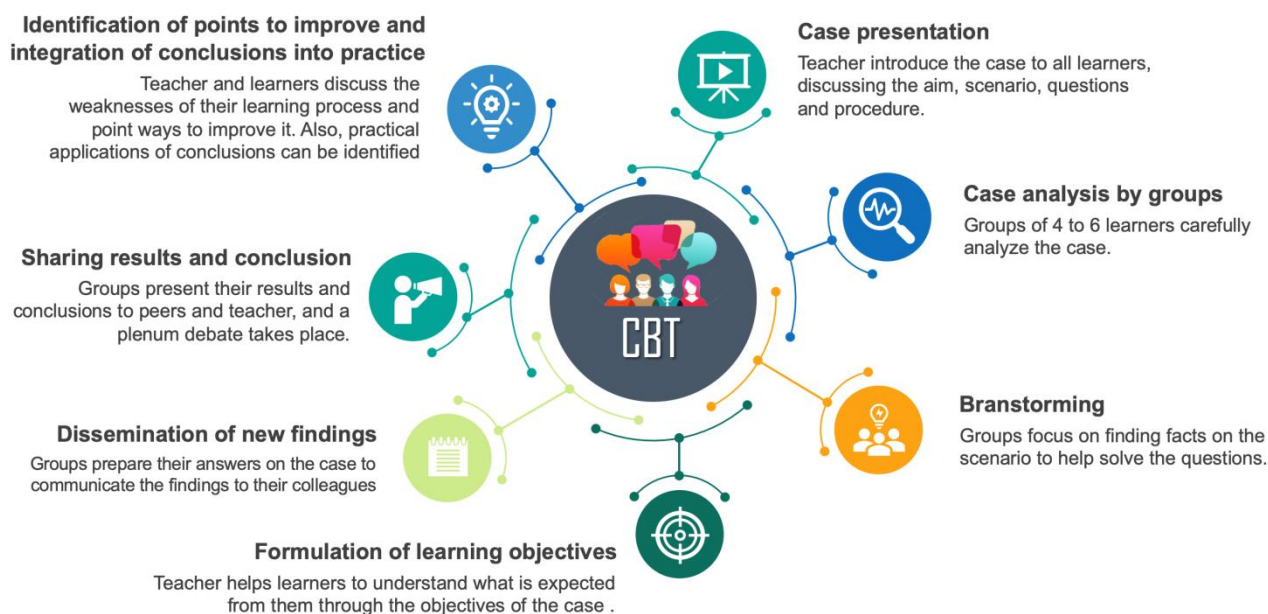 Identification of points to improve and
integration of conclusions into practice
Teacher and learners discuss the
weaknesses of their learning process and
point ways to improve it. Also, practical
applications of conclusions can be identified
Case presentation
Teacher introduce the case to all learners,
discussing the aim, scenario, questions
and procedure.
Case analysis by groups
Groups of 4 to 6 learners carefully
analyze the case.
Sharing results and conclusion
Groups present their results and
conclusions to peers and teacher, and a
plenum debate takes place.
CBT
Branstorming
Groups focus on finding facts on the
scenario to help solve the questions.
Dissemination of new findings
Groups prepare their answers on the case to
communicate the findings to their colleagues
Formulation of learning objectives
Teacher helps learners to understand what is expected
from them through the objectives of the case .